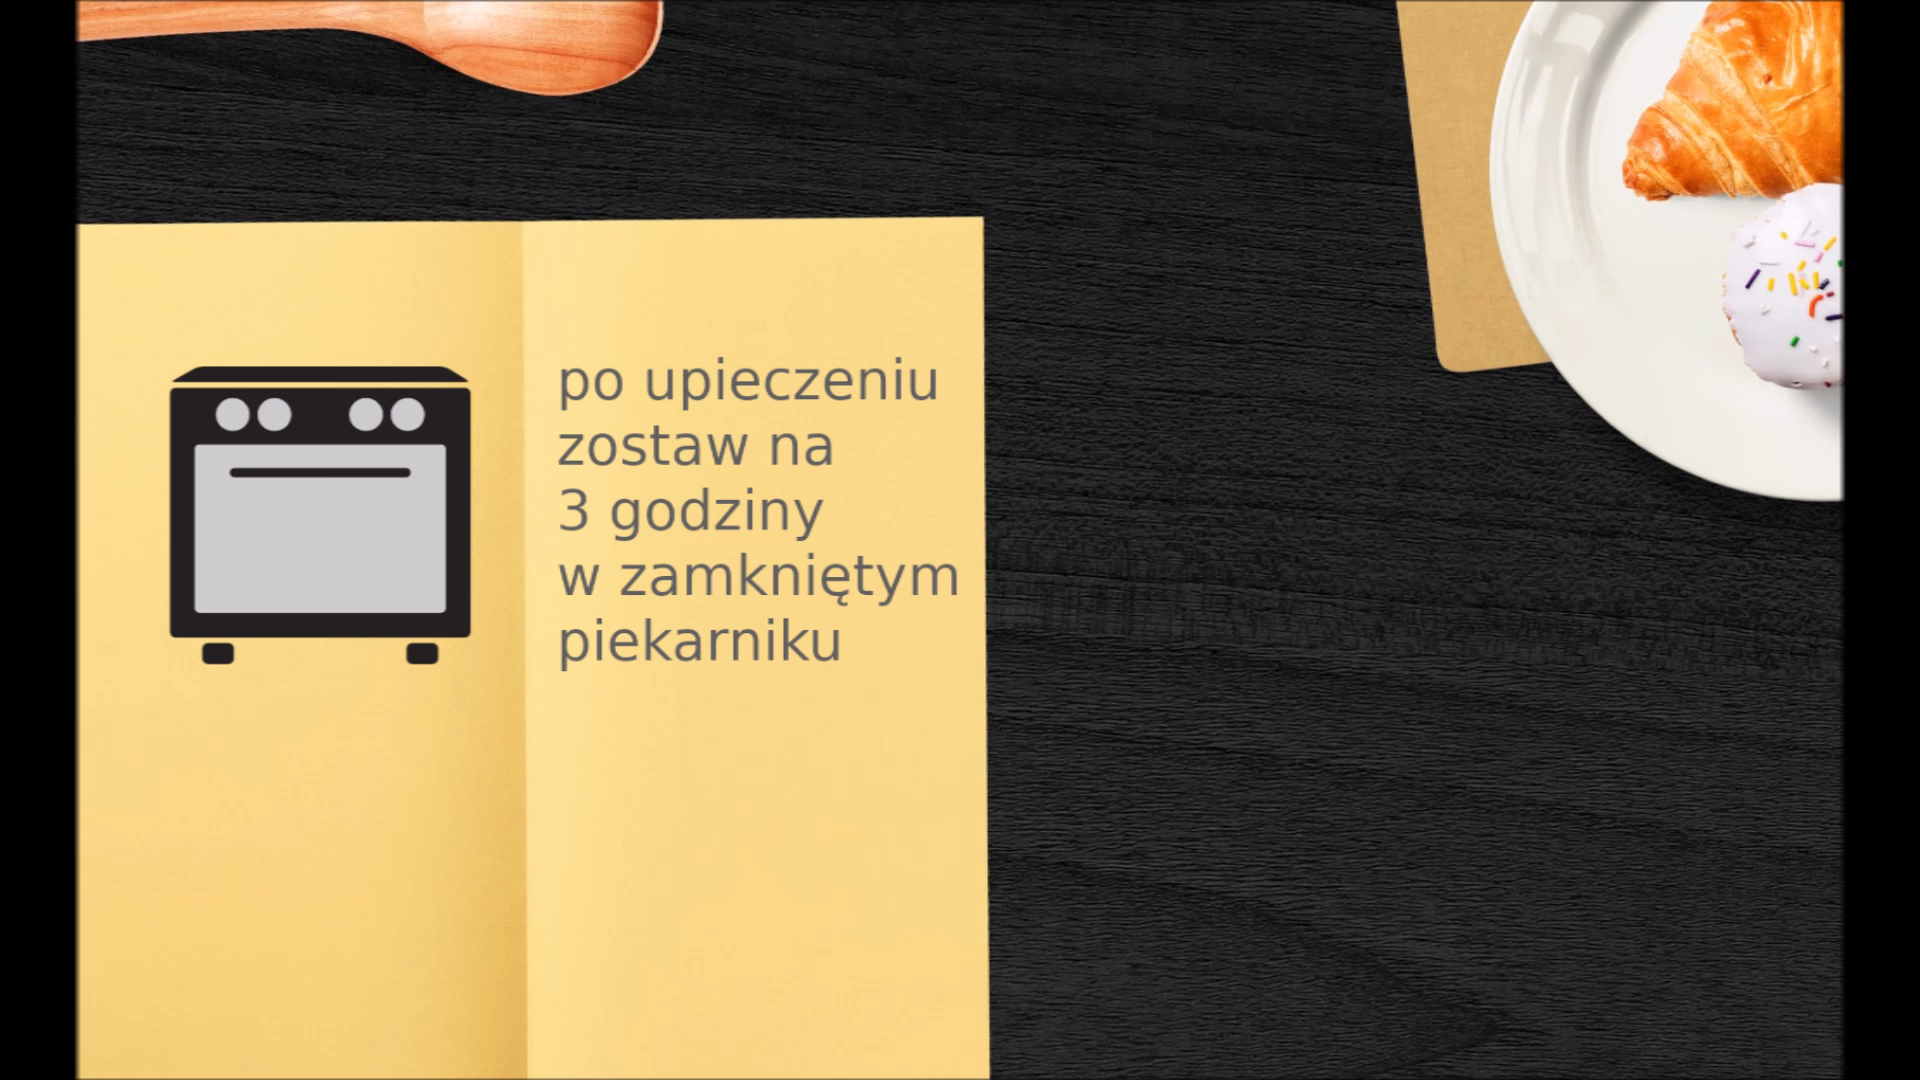 po upieczeniu
zostaw na
3 godziny
w zamkniętym
piekarniku